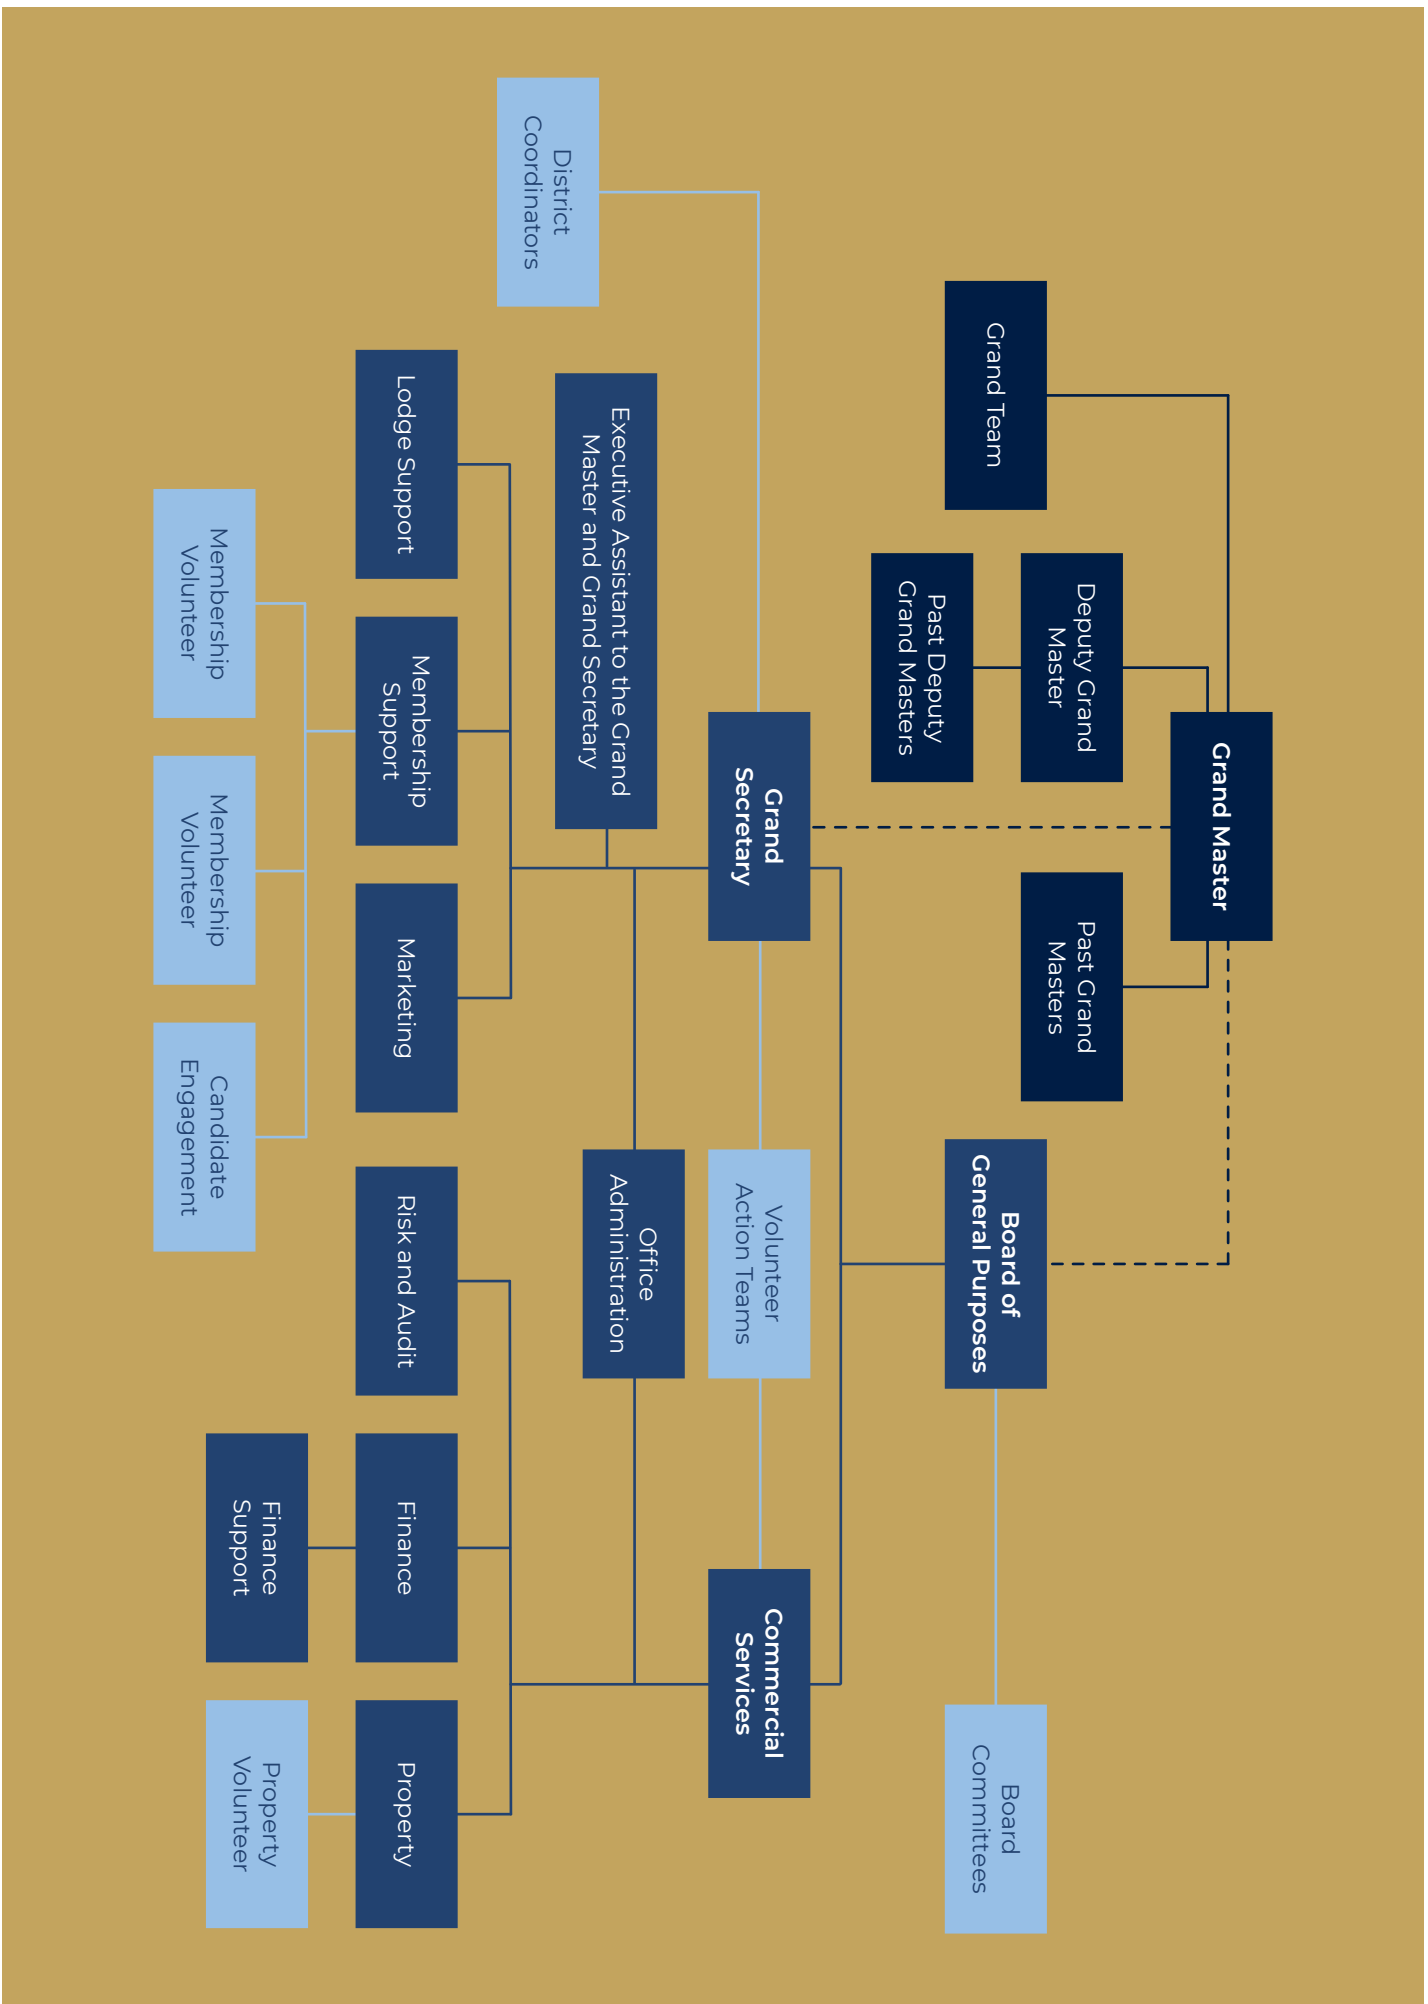 Grand Master
Deputy Grand
Master
Past Grand
Masters
Grand Team
Past Deputy
Grand Masters
Board of
General Purposes
Board
Committees
District
Coordinators
Grand
Secretary
Volunteer
Action Teams
Commercial
Services
Executive Assistant to the Grand
Master and Grand Secretary
Office
Administration
Lodge Support
Membership
Support
Marketing
Risk and Audit
Finance
Property
Membership
Volunteer
Membership
Volunteer
Candidate
Engagement
Finance
Support
Property
Volunteer